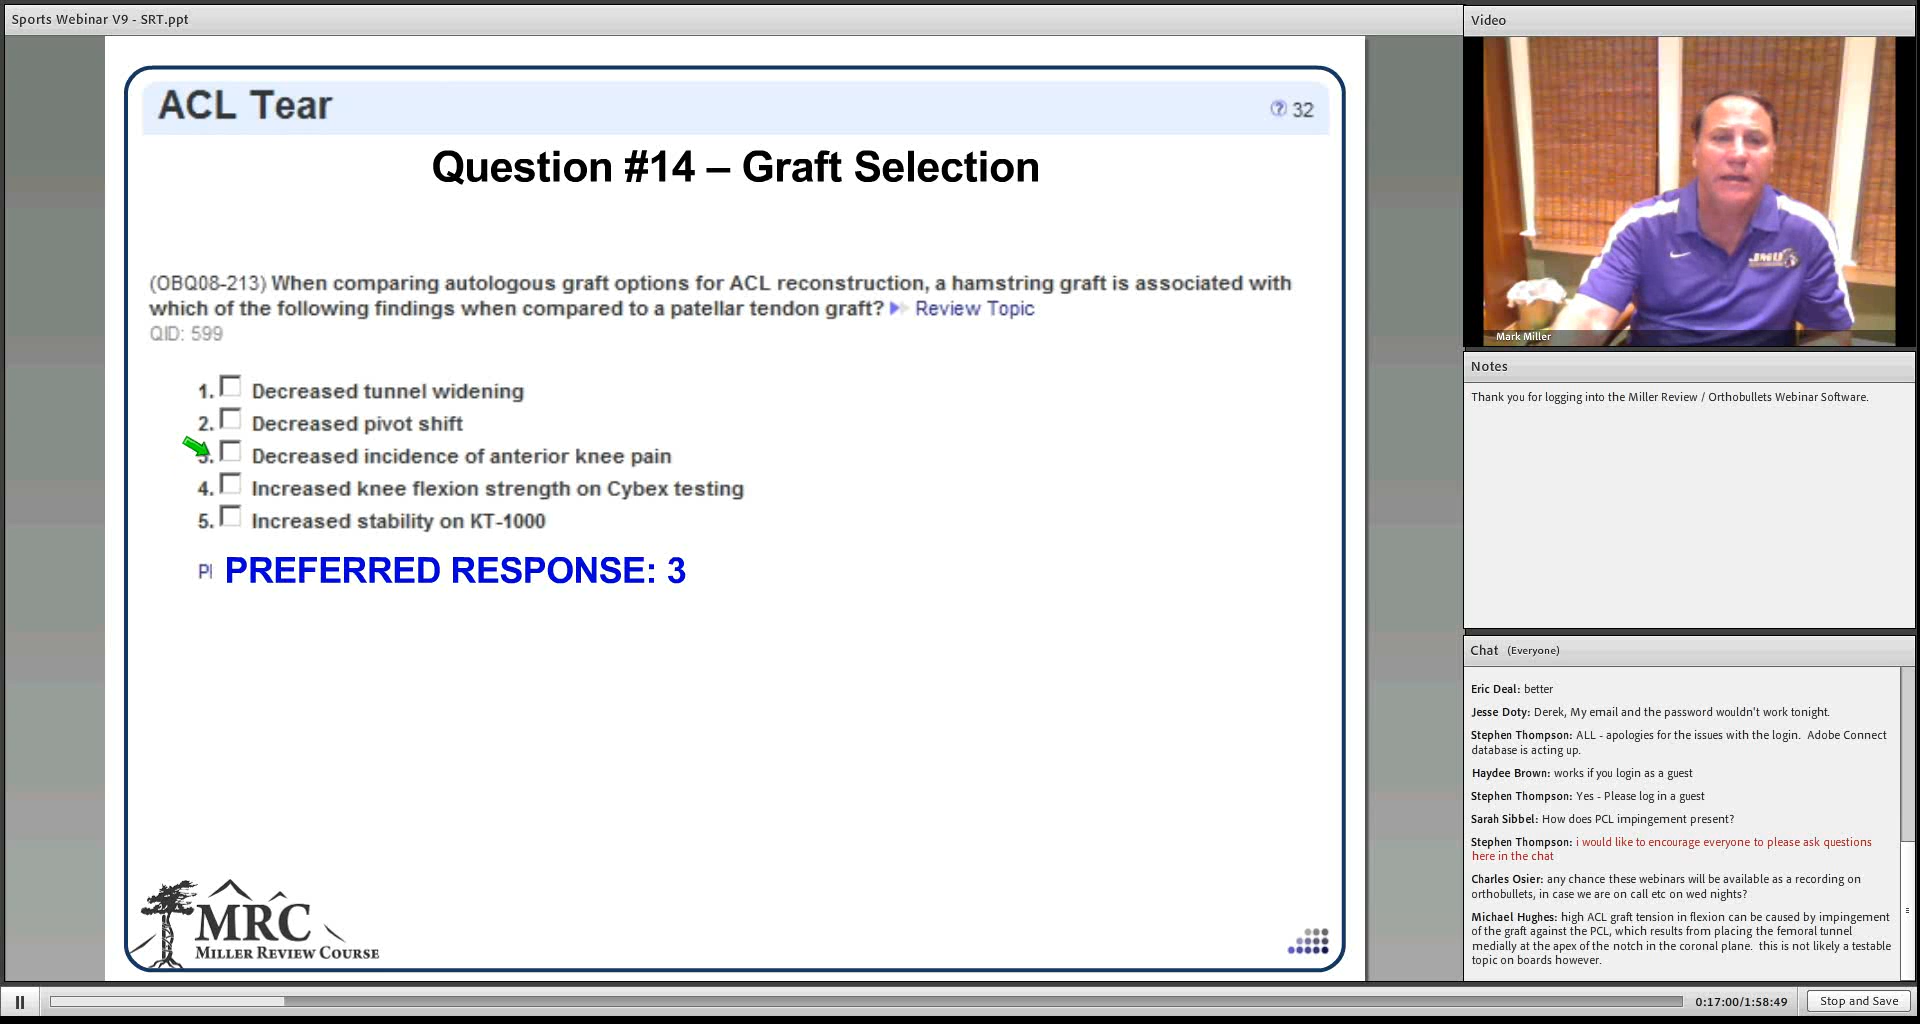 Sports Webinar V9 - SRT.ppt
ACL Tear
32
Question #14 – Graft Selection
(OBQ08-213) When comparing autologous graft options for ACL reconstruction, a hamstring graft is associated with
which of the following findings when compared to a patellar tendon graft? Review Topic
QID: 599
1. Decreased tunnel widening
2. Decreased pivot shift
3. Decreased incidence of anterior knee pain
4. Increased knee flexion strength on Cybex testing
5. Increased stability on KT-1000
PREFERRED RESPONSE: 3
MRC
MILLER REVIEW COURSE
Video
JMU
Mark Miller
Notes
Thank you for logging into the Miller Review / Orthobullets Webinar Software.
Chat (Everyone)
Eric Deal: better
Jesse Doty: Derek, My email and the password wouldn't work tonight.
Stephen Thompson: ALL - apologies for the issues with the login. Adobe Connect
database is acting up.
Haydee Brown: works if you login as a guest
Stephen Thompson: Yes - Please log in a guest
Sarah Sibbel: How does PCL impingement present?
Stephen Thompson: i would like to encourage everyone to please ask questions
here in the chat
Charles Osier: any chance these webinars will be available as a recording on
orthobullets, in case we are on call etc on wed nights?
Michael Hughes: high ACL graft tension in flexion can be caused by impingement
of the graft against the PCL, which results from placing the femoral tunnel
medially at the apex of the notch in the coronal plane. this is not likely a testable
topic on boards however.
0:17:00/1:58:49
Stop and Save